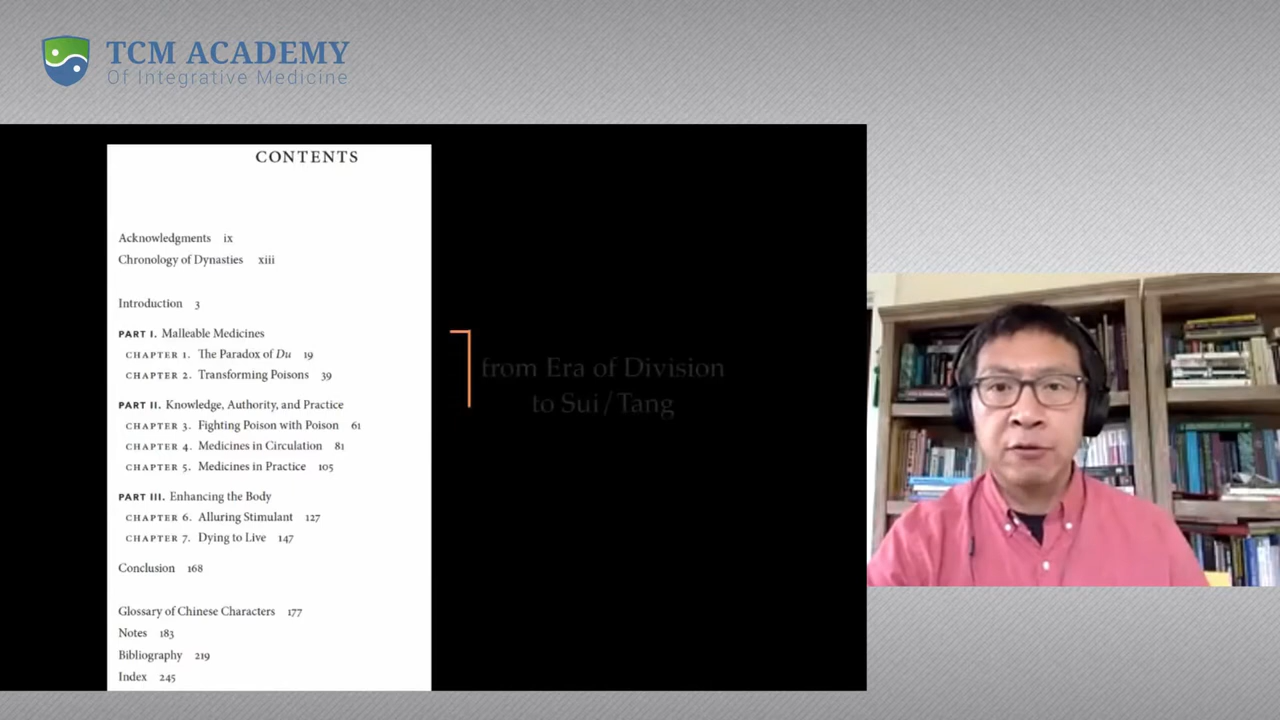 TCM ACADEMY
Of Integrative Medicine
CONTENTS
Acknowledgments ix
Chronology of Dynasties xiii
Introduction 3
PART I. Malleable Medicines
CHAPTER 1. The Paradox of Du 19
CHAPTER 2. Transforming Poisons 39
PART II. Knowledge, Authority, and Practice
CHAPTER 3. Fighting Poison with Poison 61
CHAPTER 4. Medicines in Circulation 81
CHAPTER 5. Medicines in Practice 105
PART III. Enhancing the Body
CHAPTER 6. Alluring Stimulant 127
CHAPTER 7. Dying to Live 147
Conclusion 168
Glossary of Chinese Characters 177
Notes 183
Bibliography 219
Index 245
from Era of Division
to Sui/Tang